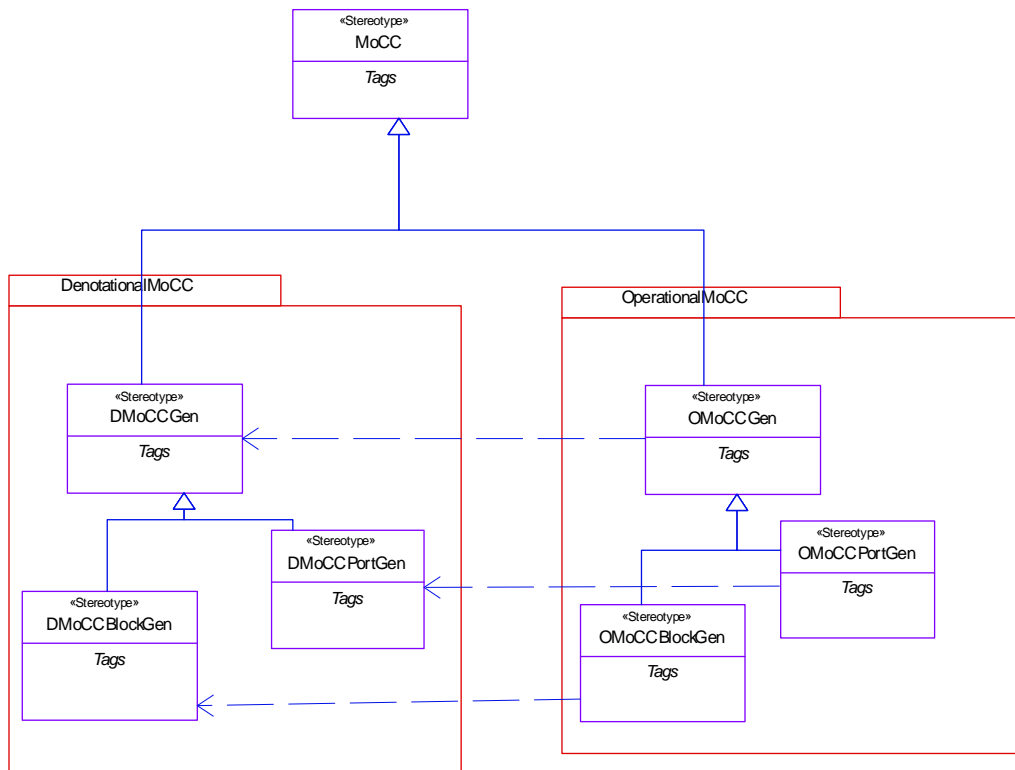 «Stereotype»
MoCC
Tags
DenotationalMoCC
OperationalMoCC
«Stereotype»
DMoCCGen
Tags
«Stereotype»
OMoCCGen
Tags
«Stereotype»
DMoCCPortGen
Tags
«Stereotype»
OMoCCPortGen
Tags
«Stereotype»
DMoCCBlockGen
Tags
«Stereotype»
OMoCCBlockGen
Tags